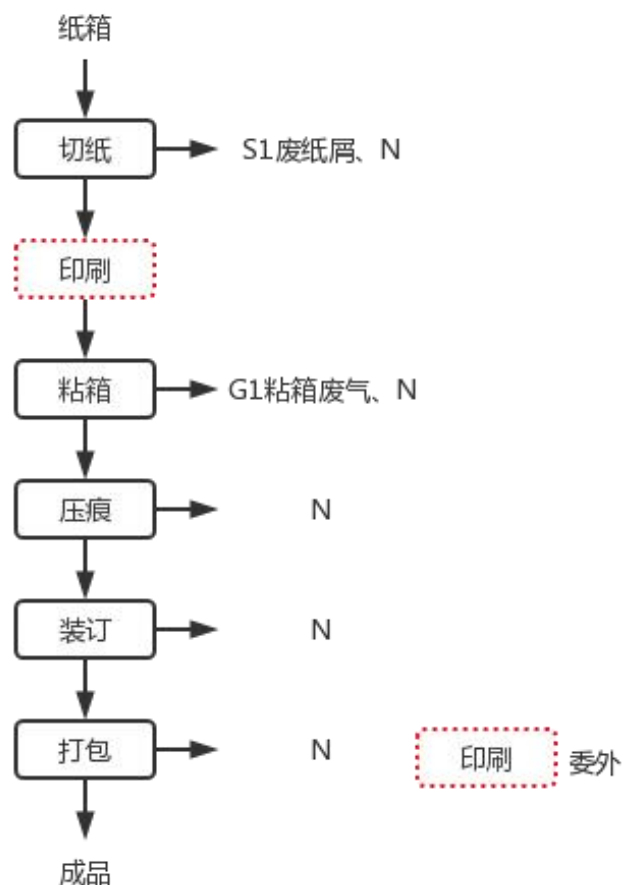 纸箱
切纸 S1废纸屑、N
印刷
粘箱 G1粘箱废气、N
压痕 N
装订 N
打包 N 印刷 委外
成品